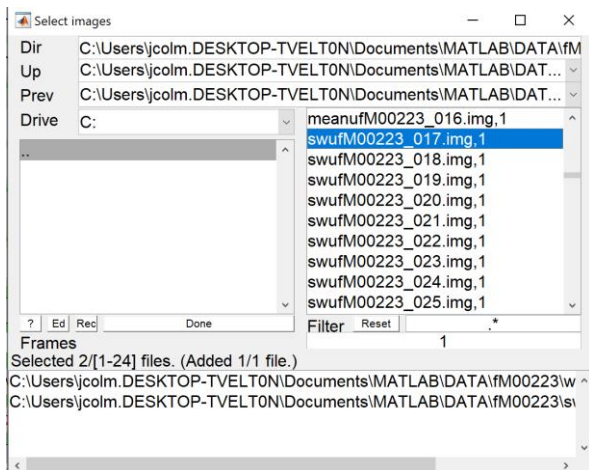 Select images
Dir C:\Users\jcolm.DESKTOP-TVELT0N\Documents\MATLAB\DATA\fM
Up C:\Users\jcolm.DESKTOP-TVELT0N\Documents\MATLAB\DAT...
Prev C:\Users\jcolm.DESKTOP-TVELT0N\Documents\MATLAB\DAT...
Drive C:
..
meanufM00223_016.img,1
swufM00223_017.img,1
swufM00223_018.img,1
swufM00223_019.img,1
swufM00223_020.img,1
swufM00223_021.img,1
swufM00223_022.img,1
swufM00223_023.img,1
swufM00223_024.img,1
swufM00223_025.img,1
? Ed Rec Done
Filter Reset .*
Frames 1
Selected 2/[1-24] files. (Added 1/1 file.)
C:\Users\jcolm.DESKTOP-TVELT0N\Documents\MATLAB\DATA\fM00223\w
C:\Users\jcolm.DESKTOP-TVELT0N\Documents\MATLAB\DATA\fM00223\s